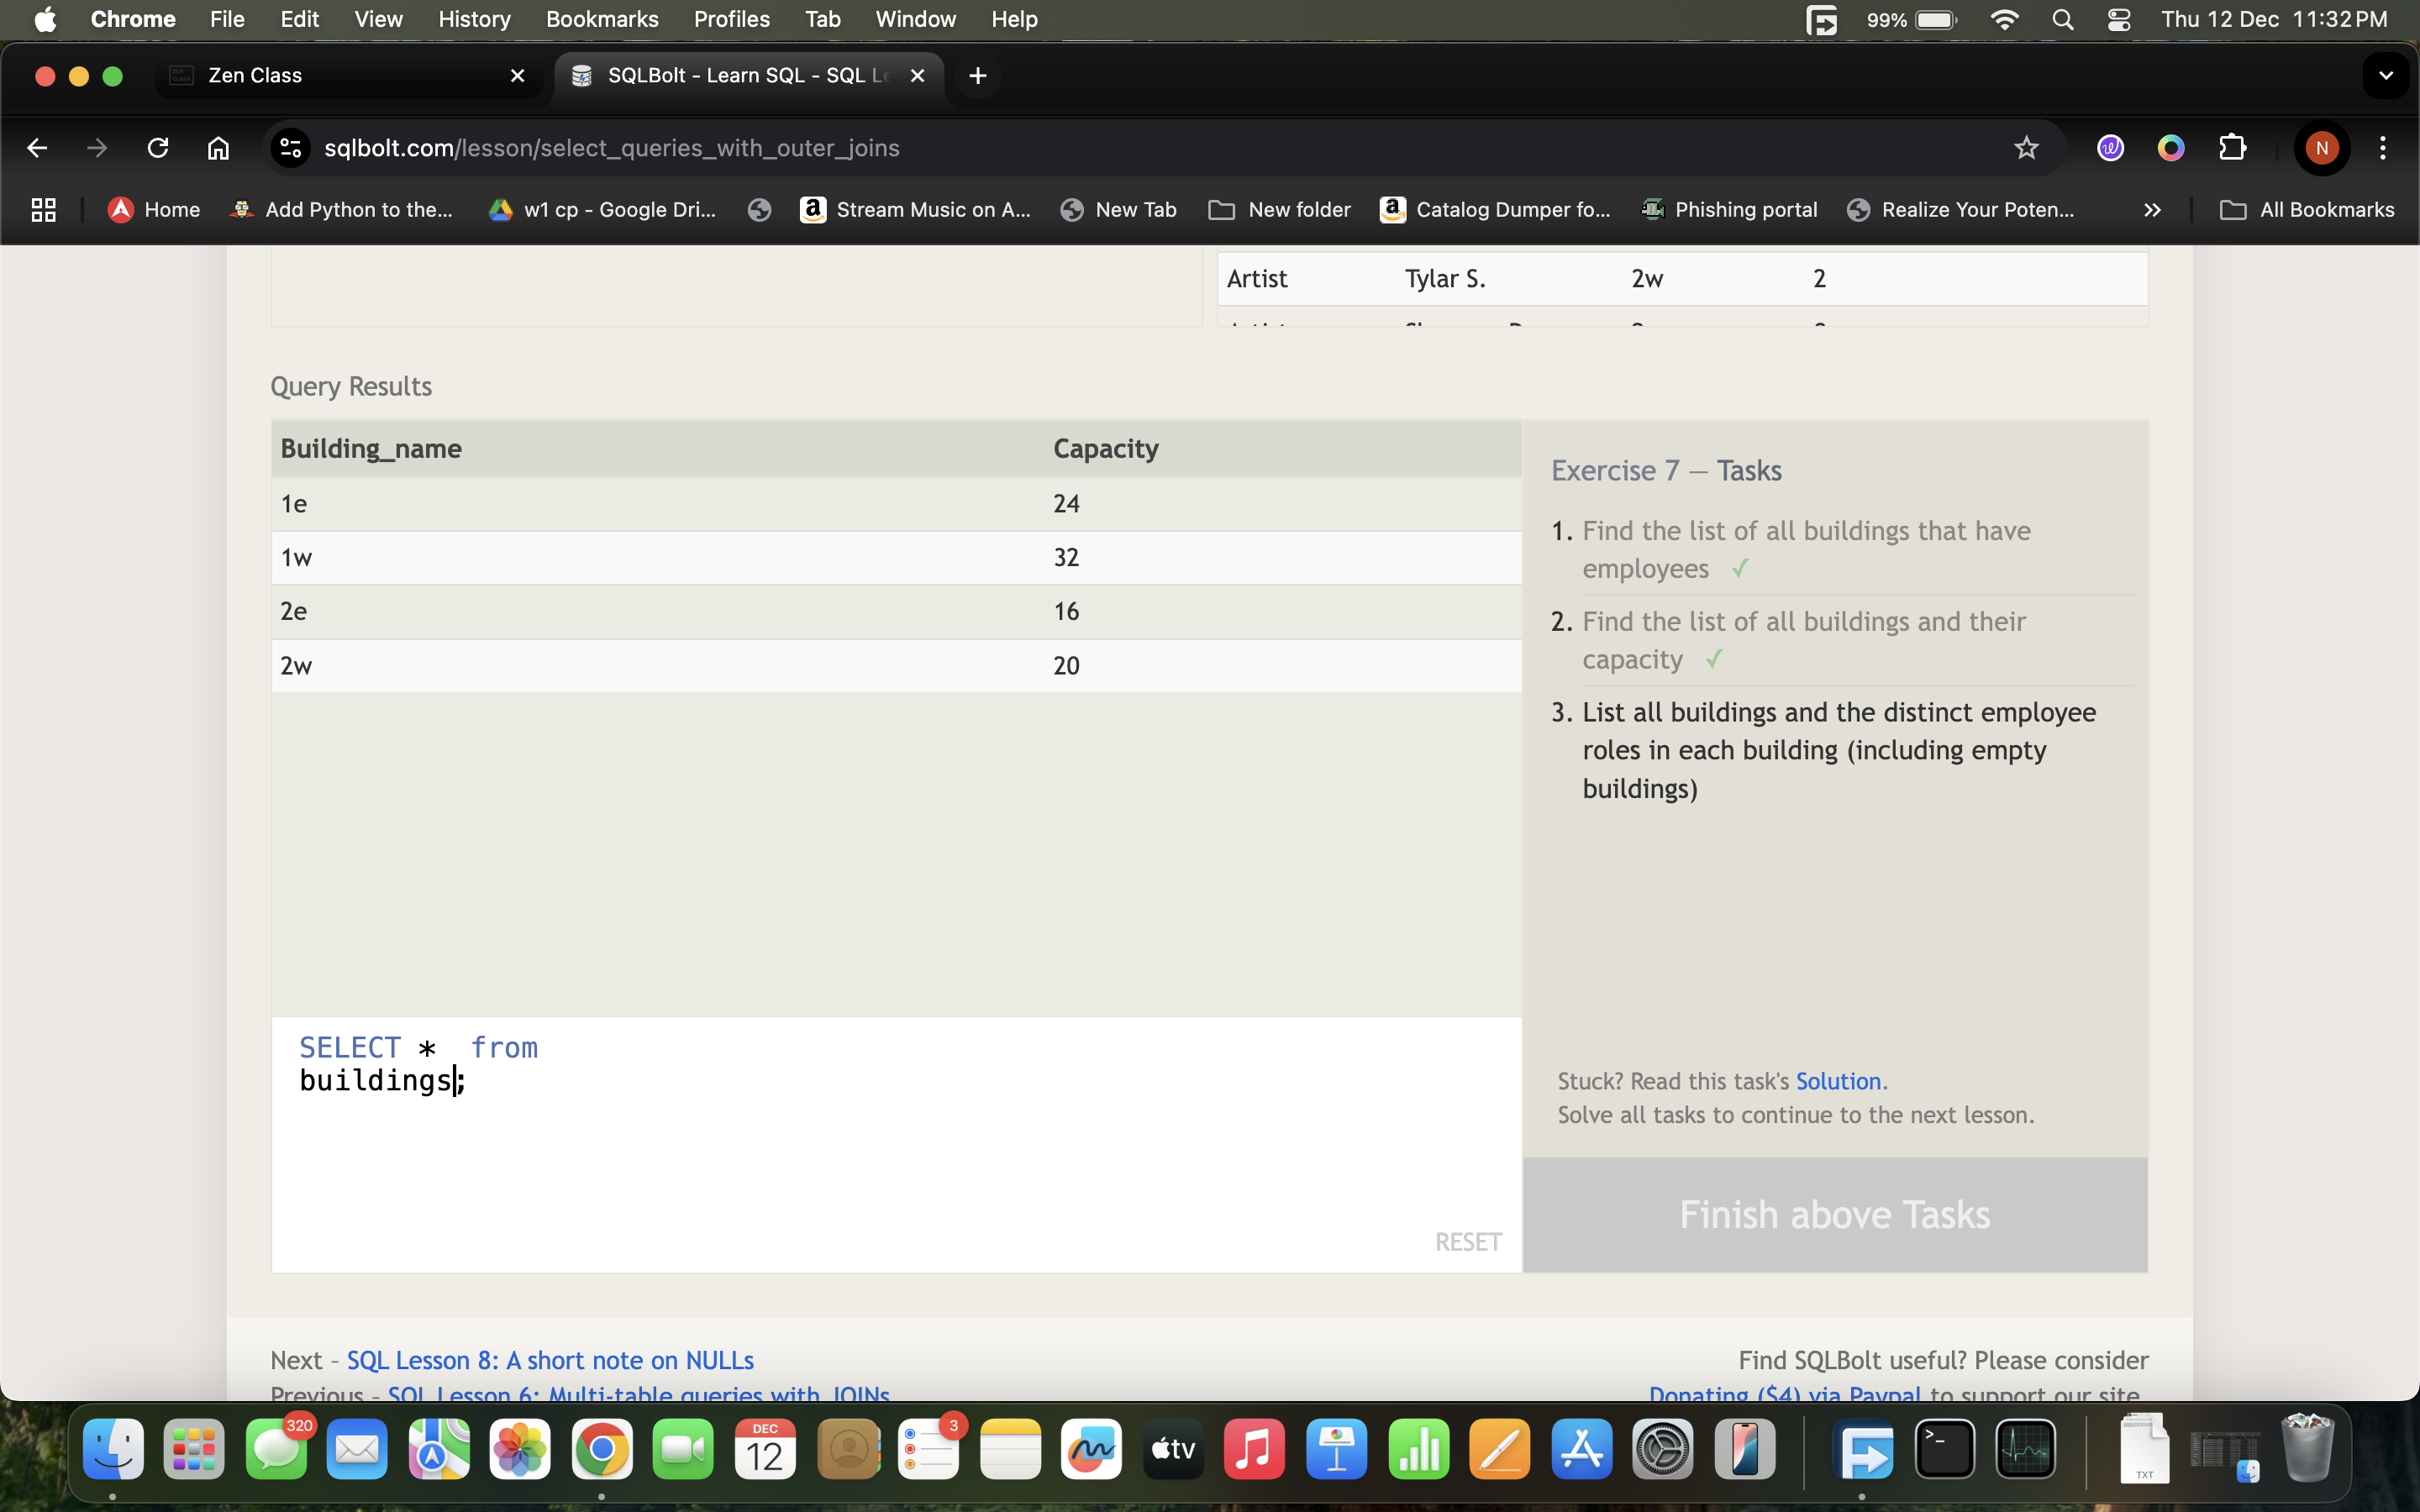 Chrome File Edit View History Bookmarks Profiles Tab Window Help 99% Thu 12 Dec 11:32 PM
Zen Class SQLBolt - Learn SQL - SQL Le
sqlbolt.com/lesson/select_queries_with_outer_joins N
Home Add Python to the... w1 cp - Google Dri... Stream Music on A... New Tab New folder Catalog Dumper fo... Phishing portal Realize Your Poten... All Bookmarks
Artist Tylar S. 2w 2
Query Results
Building_name Capacity
1e 24
1w 32
2e 16
2w 20
Exercise 7 — Tasks
1. Find the list of all buildings that have
employees ✓
2. Find the list of all buildings and their
capacity ✓
3. List all buildings and the distinct employee
roles in each building (including empty
buildings)
SELECT *  from
buildings;
RESET
Stuck? Read this task's Solution.
Solve all tasks to continue to the next lesson.
Finish above Tasks
Next – SQL Lesson 8: A short note on NULLs
Previous – SQL Lesson 6: Multi-table queries with JOINs
Find SQLBolt useful? Please consider
Donating ($4) via Paypal to support our site.
320 DEC 12 3 tv >_ TXT